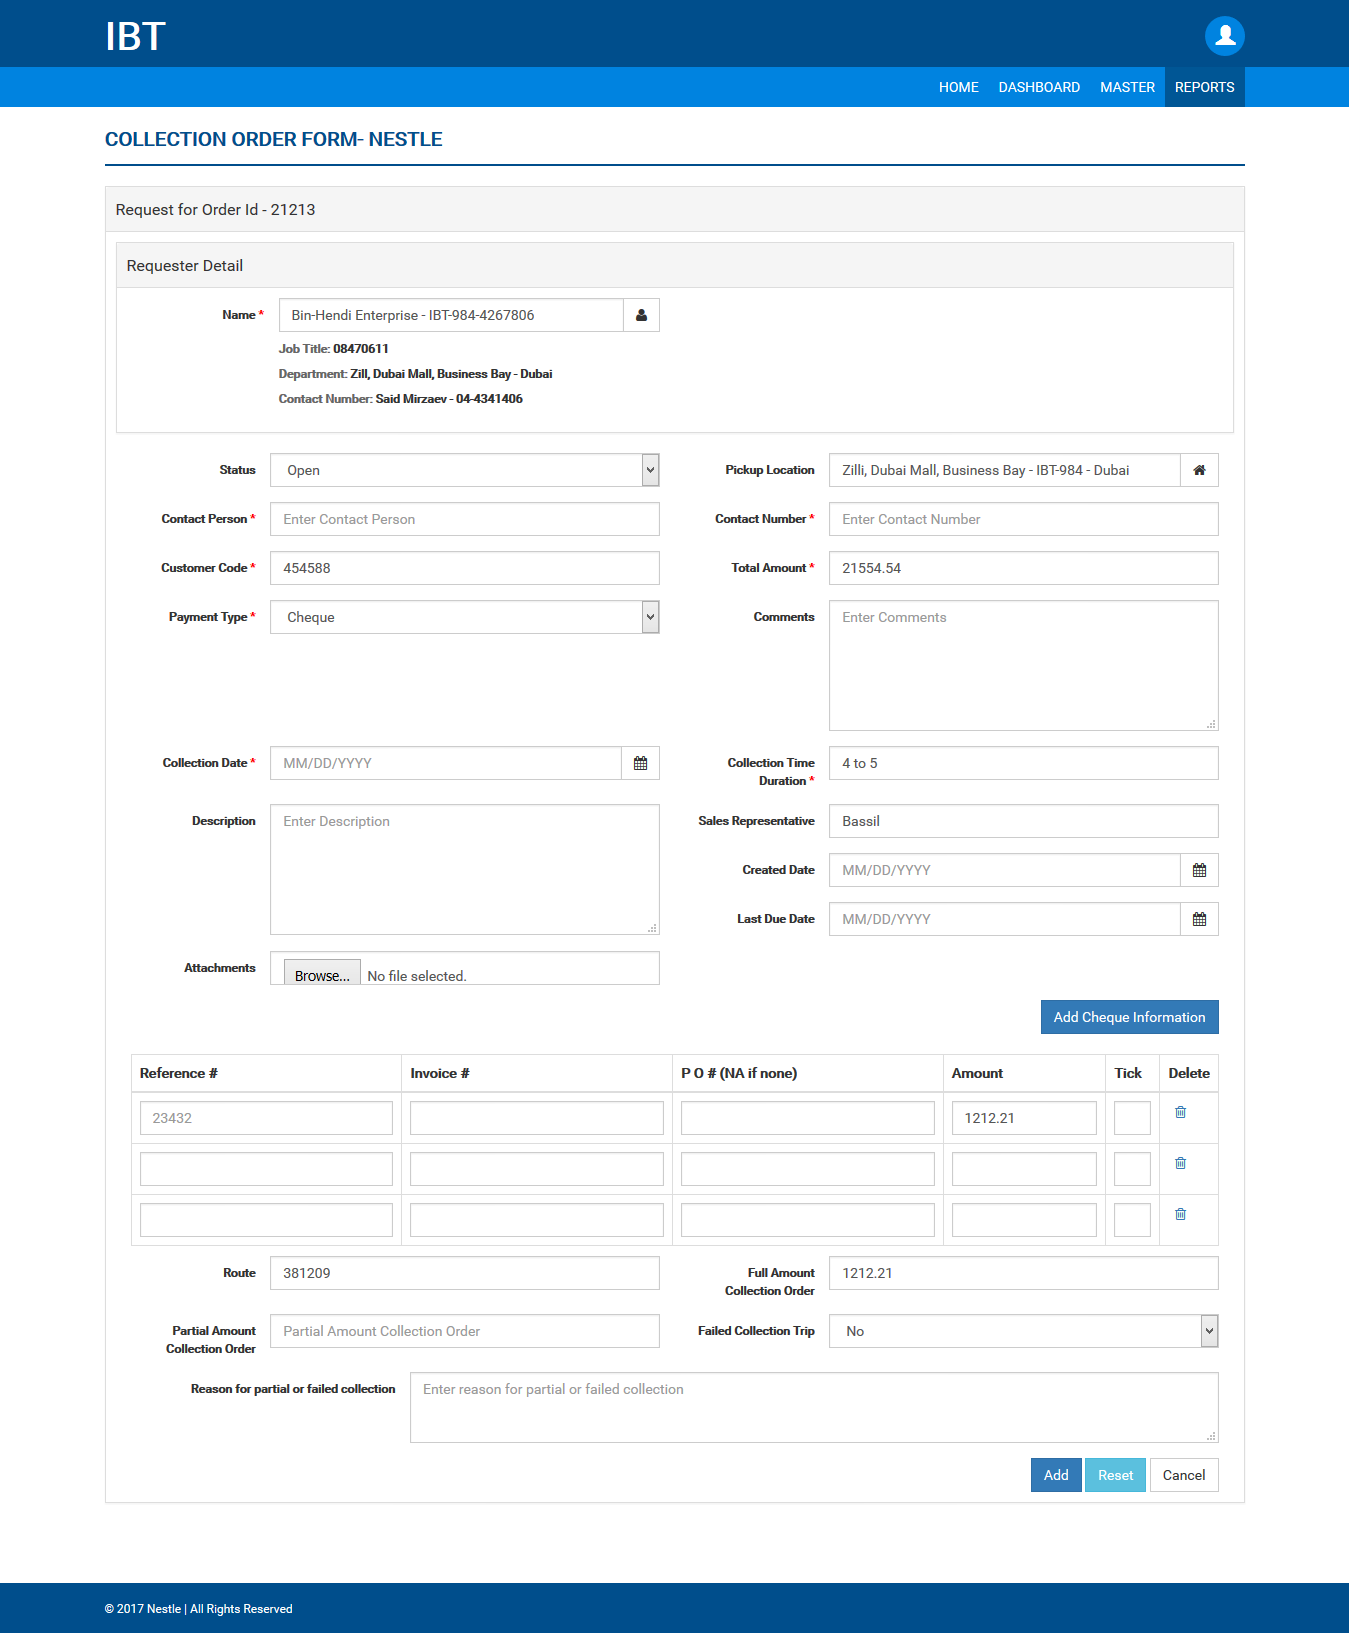 IBT
HOME DASHBOARD MASTER REPORTS
COLLECTION ORDER FORM- NESTLE
Request for Order Id - 21213
Requester Detail
Name * Bin-Hendi Enterprise - IBT-984-4267806
Job Title: 08470611
Department: Zill, Dubai Mall, Business Bay - Dubai
Contact Number: Said Mirzaev - 04-4341406
Status Open Pickup Location Zilli, Dubai Mall, Business Bay - IBT-984 - Dubai
Contact Person * Enter Contact Person Contact Number * Enter Contact Number
Customer Code * 454588 Total Amount * 21554.54
Payment Type * Cheque Comments Enter Comments
Collection Date * MM/DD/YYYY Collection Time Duration * 4 to 5
Description Enter Description Sales Representative Bassil
Created Date MM/DD/YYYY
Last Due Date MM/DD/YYYY
Attachments Browse... No file selected.
Add Cheque Information
Reference # Invoice # P O # (NA if none) Amount Tick Delete
23432 1212.21
Route 381209 Full Amount Collection Order 1212.21
Partial Amount Collection Order Partial Amount Collection Order Failed Collection Trip No
Reason for partial or failed collection Enter reason for partial or failed collection
Add Reset Cancel
© 2017 Nestle | All Rights Reserved